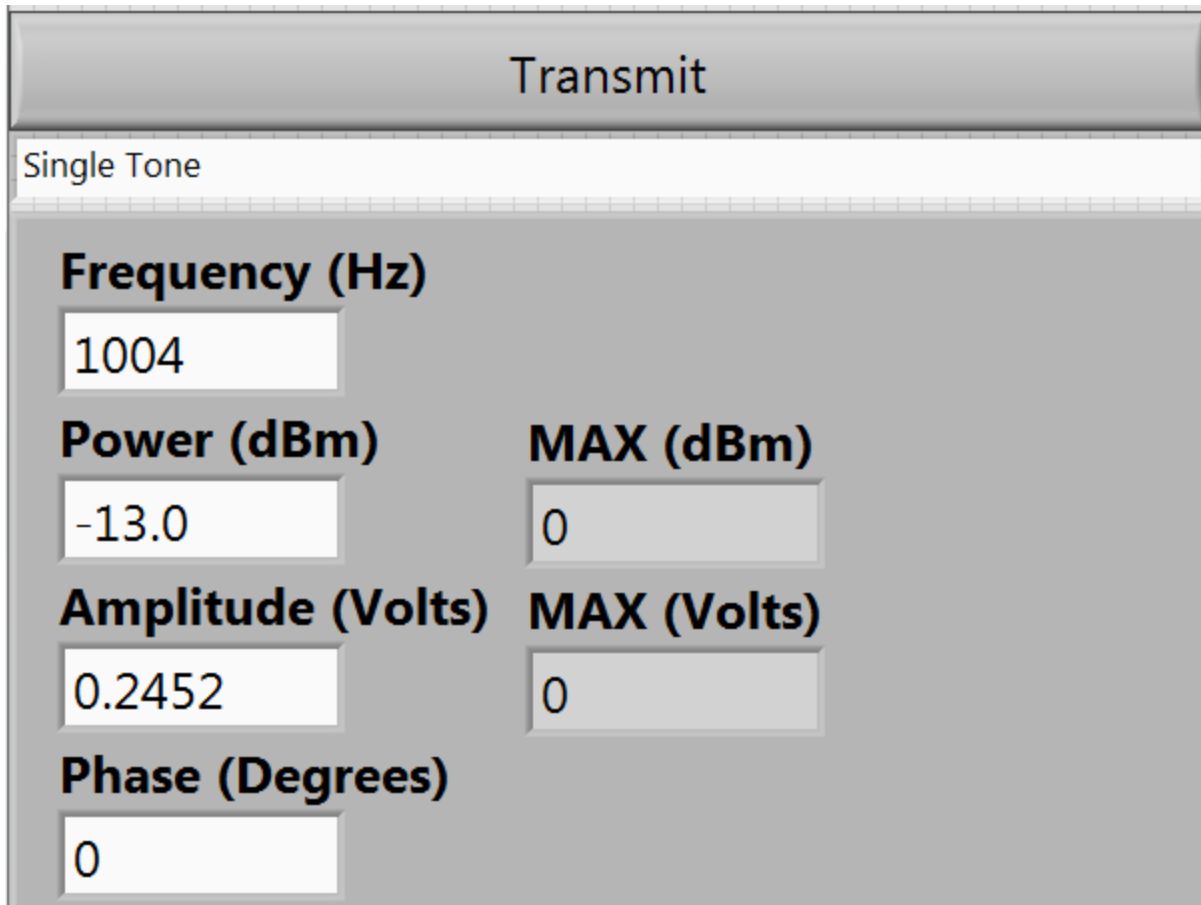 Transmit
Single Tone
Frequency (Hz)
1004
Power (dBm) MAX (dBm)
-13.0 0
Amplitude (Volts) MAX (Volts)
0.2452 0
Phase (Degrees)
0